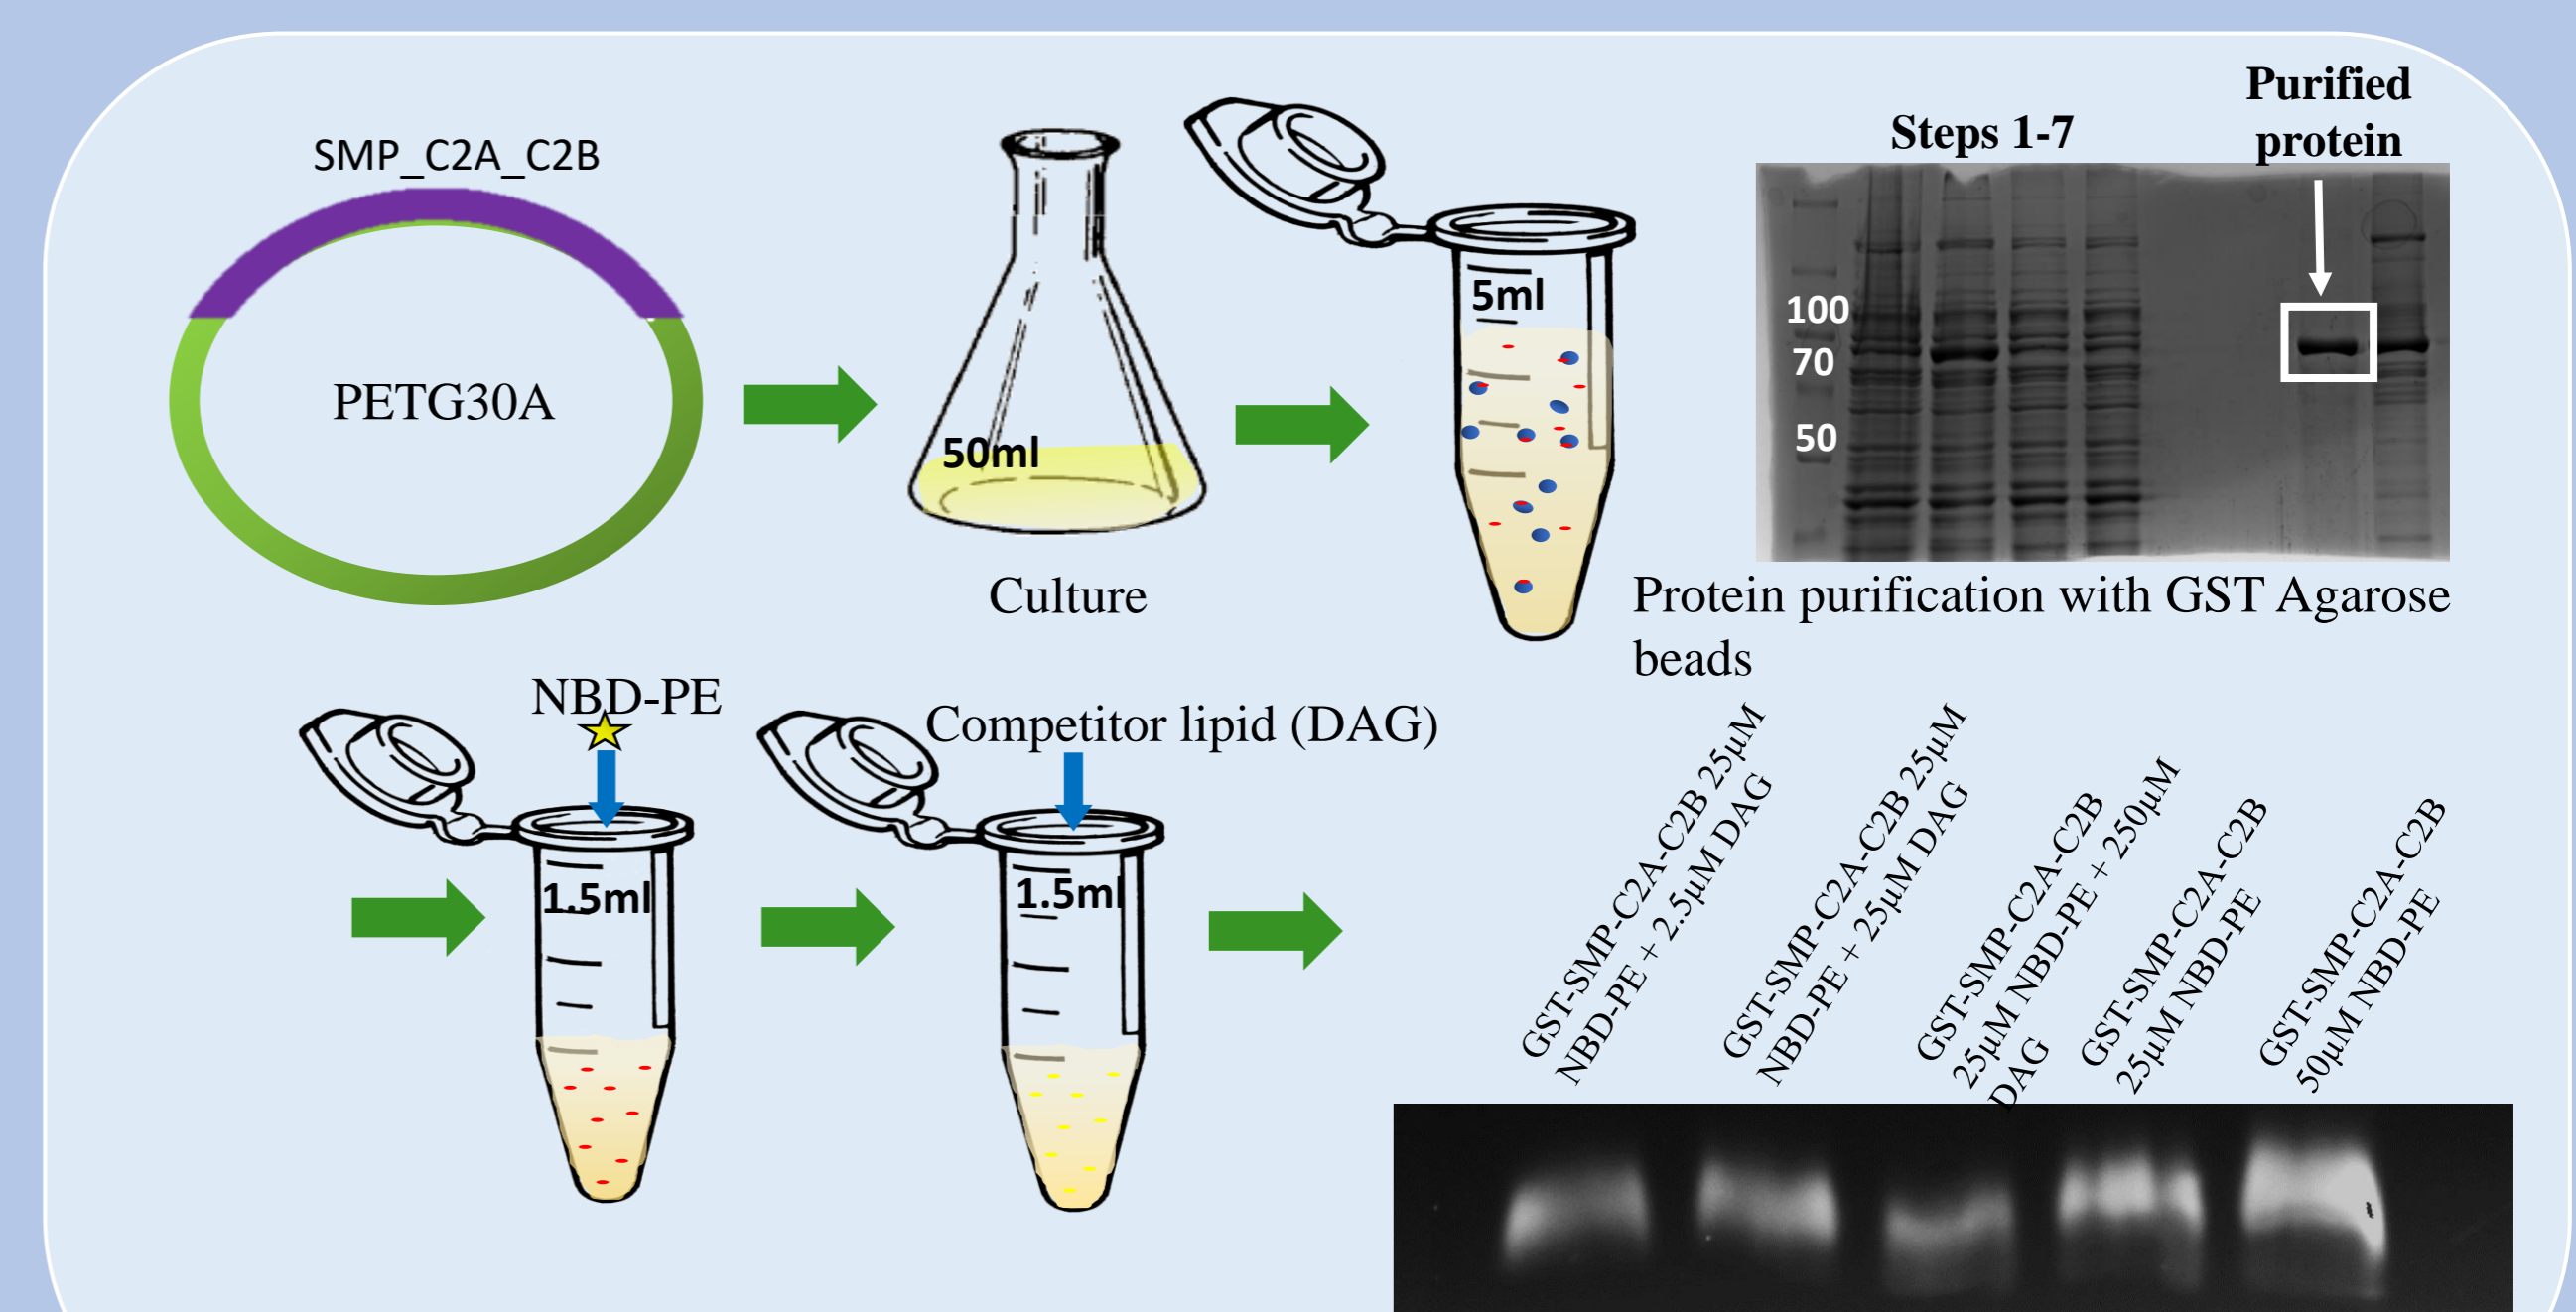 SMP_C2A_C2B
PETG30A
50ml
Culture
5ml
Steps 1-7
Purified
protein
100
70
50
Protein purification with GST Agarose
beads
NBD-PE
1.5ml
Competitor lipid (DAG)
1.5ml
GST-SMP-C2A-C2B 25µM
NBD-PE + 2.5µM DAG
GST-SMP-C2A-C2B 25µM
NBD-PE + 25µM DAG
GST-SMP-C2A-C2B
25µM NBD-PE + 250µM
DAG
GST-SMP-C2A-C2B
25µM NBD-PE
GST-SMP-C2A-C2B
50µM NBD-PE